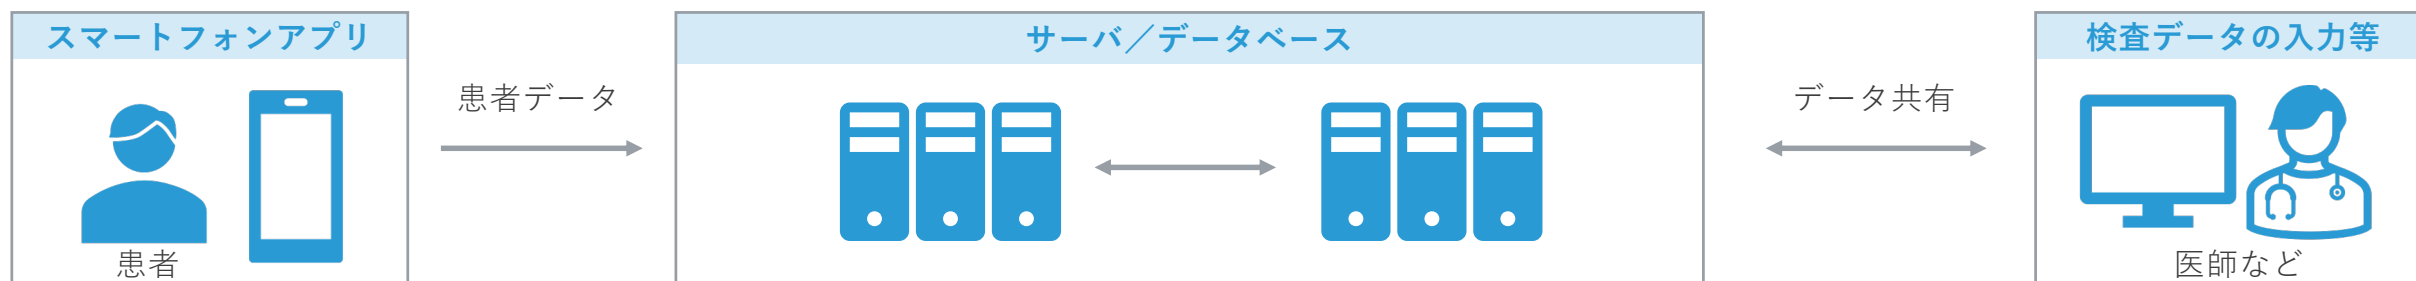 スマートフォンアプリ
患者
患者データ
サーバ／データベース
データ共有
検査データの入力等
医師など